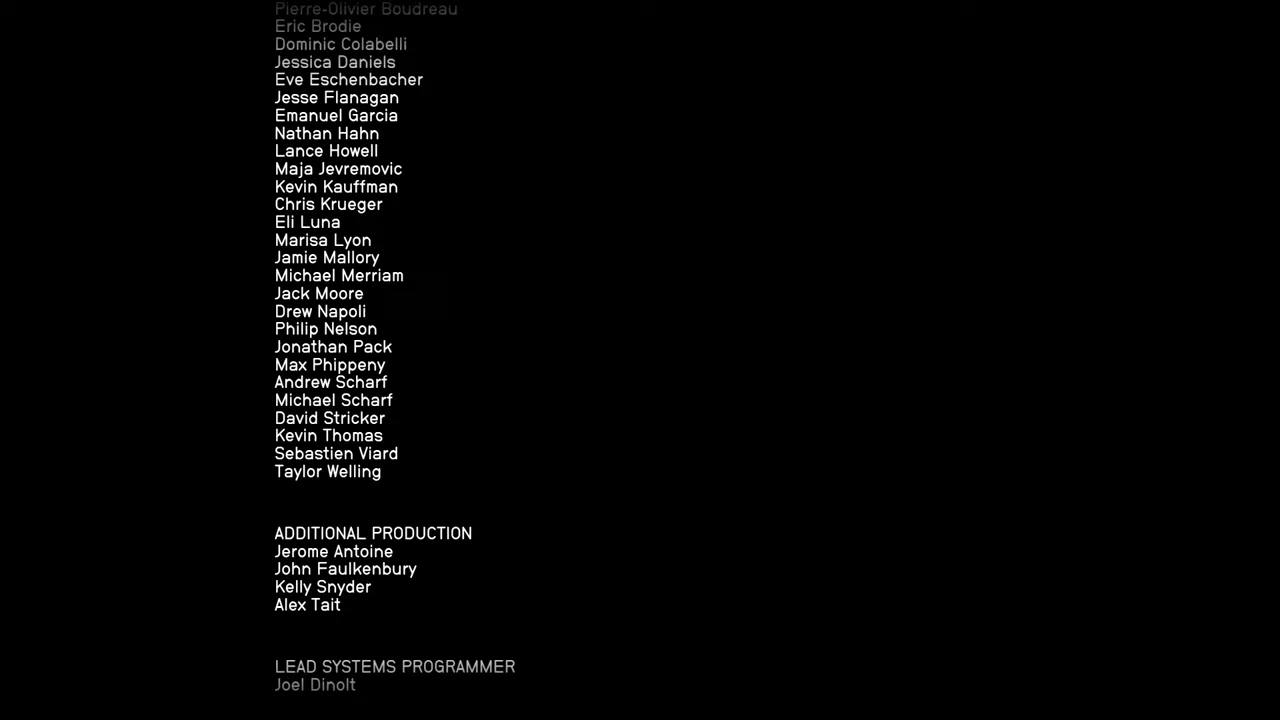 Pierre-Olivier Boudreau
Eric Brodie
Dominic Colabelli
Jessica Daniels
Eve Eschenbacher
Jesse Flanagan
Emanuel Garcia
Nathan Hahn
Lance Howell
Maja Jevremovic
Kevin Kauffman
Chris Krueger
Eli Luna
Marisa Lyon
Jamie Mallory
Michael Merriam
Jack Moore
Drew Napoli
Philip Nelson
Jonathan Pack
Max Phippeny
Andrew Scharf
Michael Scharf
David Stricker
Kevin Thomas
Sebastien Viard
Taylor Welling
ADDITIONAL PRODUCTION
Jerome Antoine
John Faulkenbury
Kelly Snyder
Alex Tait
LEAD SYSTEMS PROGRAMMER
Joel Dinolt